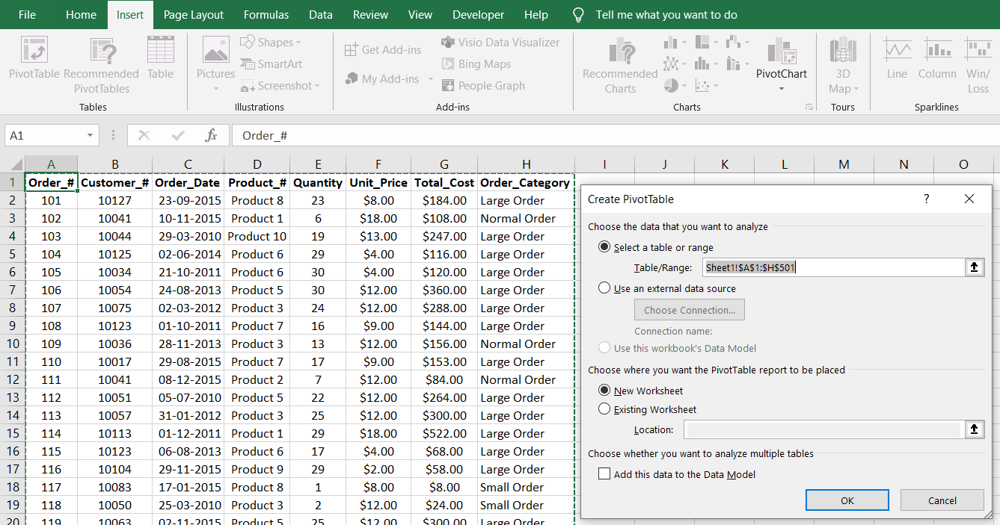 File Home Insert Page Layout Formulas Data Review View Developer Help Tell me what you want to do
PivotTable Recommended PivotTables Table
Pictures Shapes SmartArt Screenshot
Get Add-ins My Add-ins Visio Data Visualizer Bing Maps People Graph
Recommended Charts PivotChart 3D Map Line Column Win/Loss
Tables Illustrations Add-ins Charts Tours Sparklines
A1 fx Order_#
A B C D E F G H I J K L M N O
1 Order_# Customer_# Order_Date Product_# Quantity Unit_Price Total_Cost Order_Category
2 101 10127 23-09-2015 Product 8 23 $8.00 $184.00 Large Order
3 102 10041 10-11-2015 Product 1 6 $18.00 $108.00 Normal Order
4 103 10044 29-03-2010 Product 10 19 $13.00 $247.00 Large Order
5 104 10125 02-06-2014 Product 6 29 $4.00 $116.00 Large Order
6 105 10034 21-10-2011 Product 6 30 $4.00 $120.00 Large Order
7 106 10054 24-08-2013 Product 5 30 $12.00 $360.00 Large Order
8 107 10075 02-03-2012 Product 3 24 $12.00 $288.00 Large Order
9 108 10123 01-10-2011 Product 7 16 $9.00 $144.00 Large Order
10 109 10036 28-11-2013 Product 3 13 $12.00 $156.00 Normal Order
11 110 10017 29-08-2015 Product 7 17 $9.00 $153.00 Large Order
12 111 10041 08-12-2015 Product 2 7 $12.00 $84.00 Normal Order
13 112 10051 05-07-2010 Product 5 22 $12.00 $264.00 Large Order
14 113 10057 31-01-2012 Product 3 25 $12.00 $300.00 Large Order
15 114 10113 01-12-2011 Product 1 29 $18.00 $522.00 Large Order
16 115 10123 06-08-2013 Product 6 17 $4.00 $68.00 Large Order
17 116 10104 29-11-2015 Product 9 29 $2.00 $58.00 Large Order
18 117 10083 17-01-2015 Product 8 1 $8.00 $8.00 Small Order
19 118 10050 25-03-2010 Product 3 2 $12.00 $24.00 Small Order
20 119 10063 02-11-2015 Product 5 25 $12.00 $300.00 Large Order
Create PivotTable ?
Choose the data that you want to analyze
Select a table or range
Table/Range: Sheet1!$A$1:$H$501
Use an external data source
Choose Connection...
Connection name:
Use this workbook's Data Model
Choose where you want the PivotTable report to be placed
New Worksheet
Existing Worksheet
Location:
Choose whether you want to analyze multiple tables
Add this data to the Data Model
OK Cancel